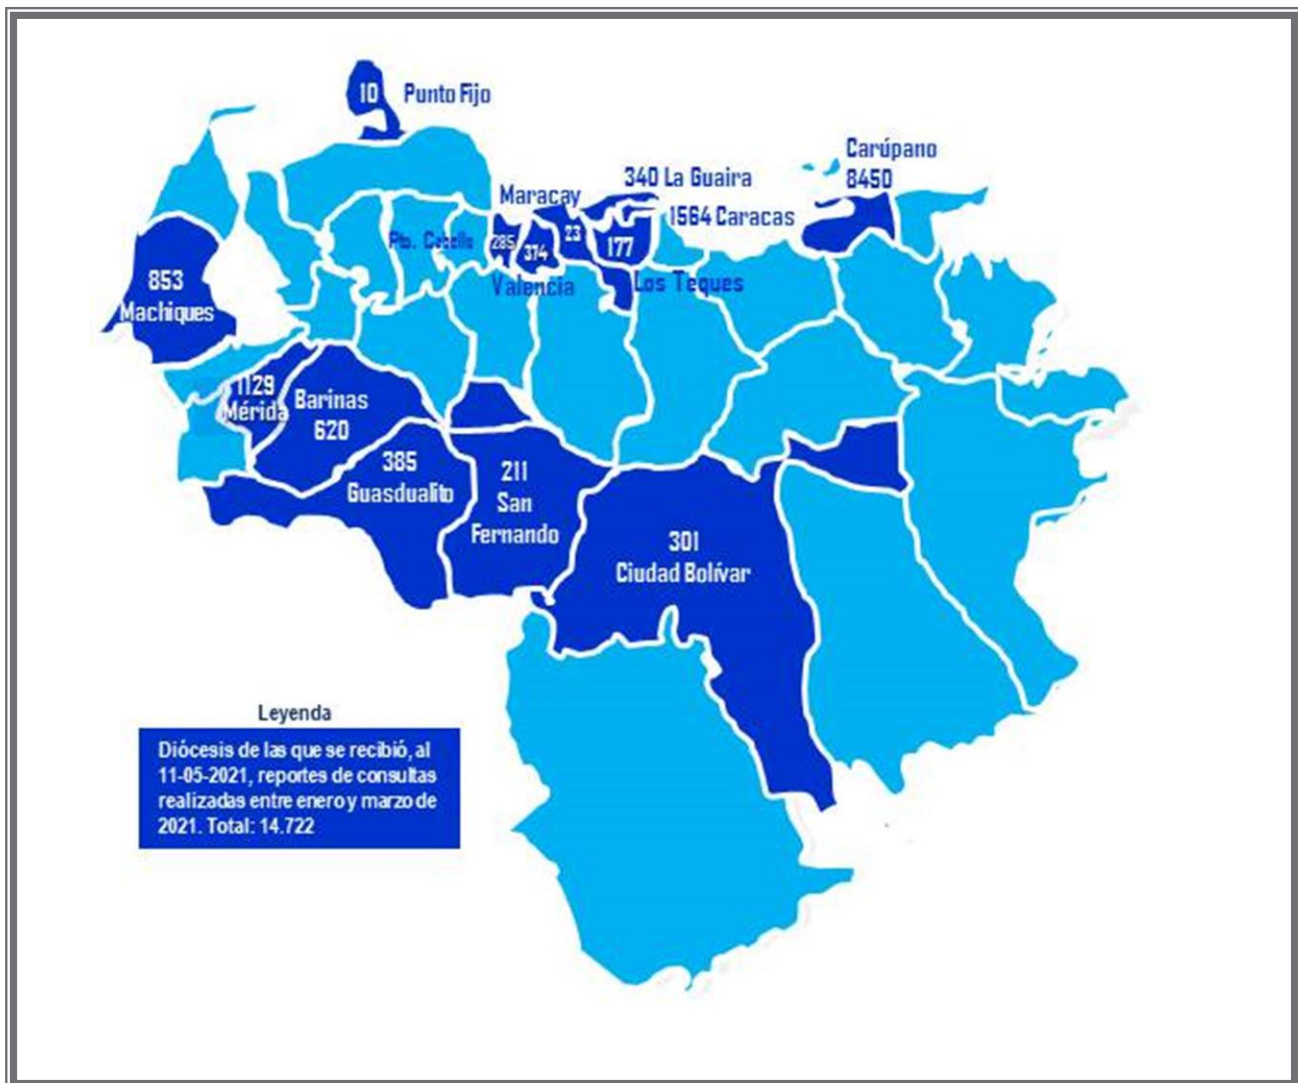 10 Punto Fijo
Carúpano
8450
340 La Guaira
Maracay
1564 Caracas
Pto. Cabello
285
374
23
177
Valencia
Los Teques
853
Machiques
1129
Mérida
Barinas
620
385
Guasdualito
211
San
Fernando
301
Ciudad Bolívar
Leyenda
Diócesis de las que se recibió, al
11-05-2021, reportes de consultas
realizadas entre enero y marzo de
2021. Total: 14.722